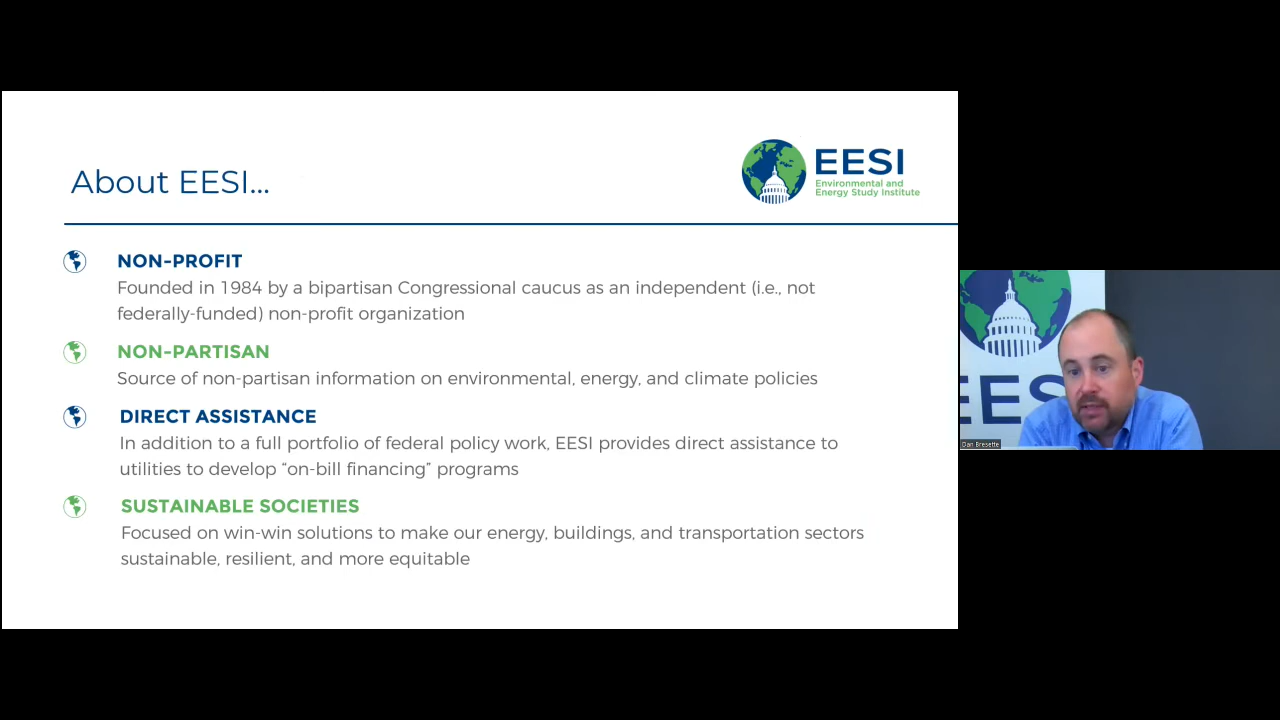 About EESI...
EESI
Environmental and
Energy Study Institute
NON-PROFIT
Founded in 1984 by a bipartisan Congressional caucus as an independent (i.e., not
federally-funded) non-profit organization
NON-PARTISAN
Source of non-partisan information on environmental, energy, and climate policies
DIRECT ASSISTANCE
In addition to a full portfolio of federal policy work, EESI provides direct assistance to
utilities to develop “on-bill financing” programs
SUSTAINABLE SOCIETIES
Focused on win-win solutions to make our energy, buildings, and transportation sectors
sustainable, resilient, and more equitable
EES
Dan Bresette